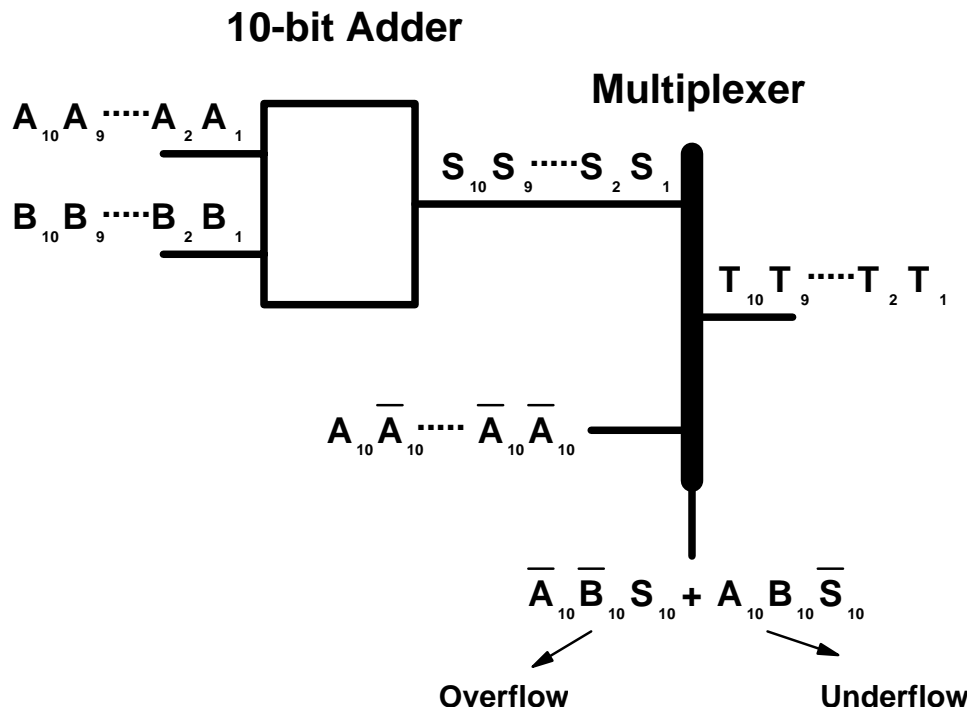 10-bit Adder
Multiplexer
A₁₀A₉·····A₂A₁
S₁₀S₉·····S₂S₁
B₁₀B₉·····B₂B₁
T₁₀T₉·····T₂T₁
A₁₀A̅₁₀·····A̅₁₀A̅₁₀
A̅₁₀B̅₁₀S₁₀ + A₁₀B₁₀S̅₁₀
Overflow
Underflow